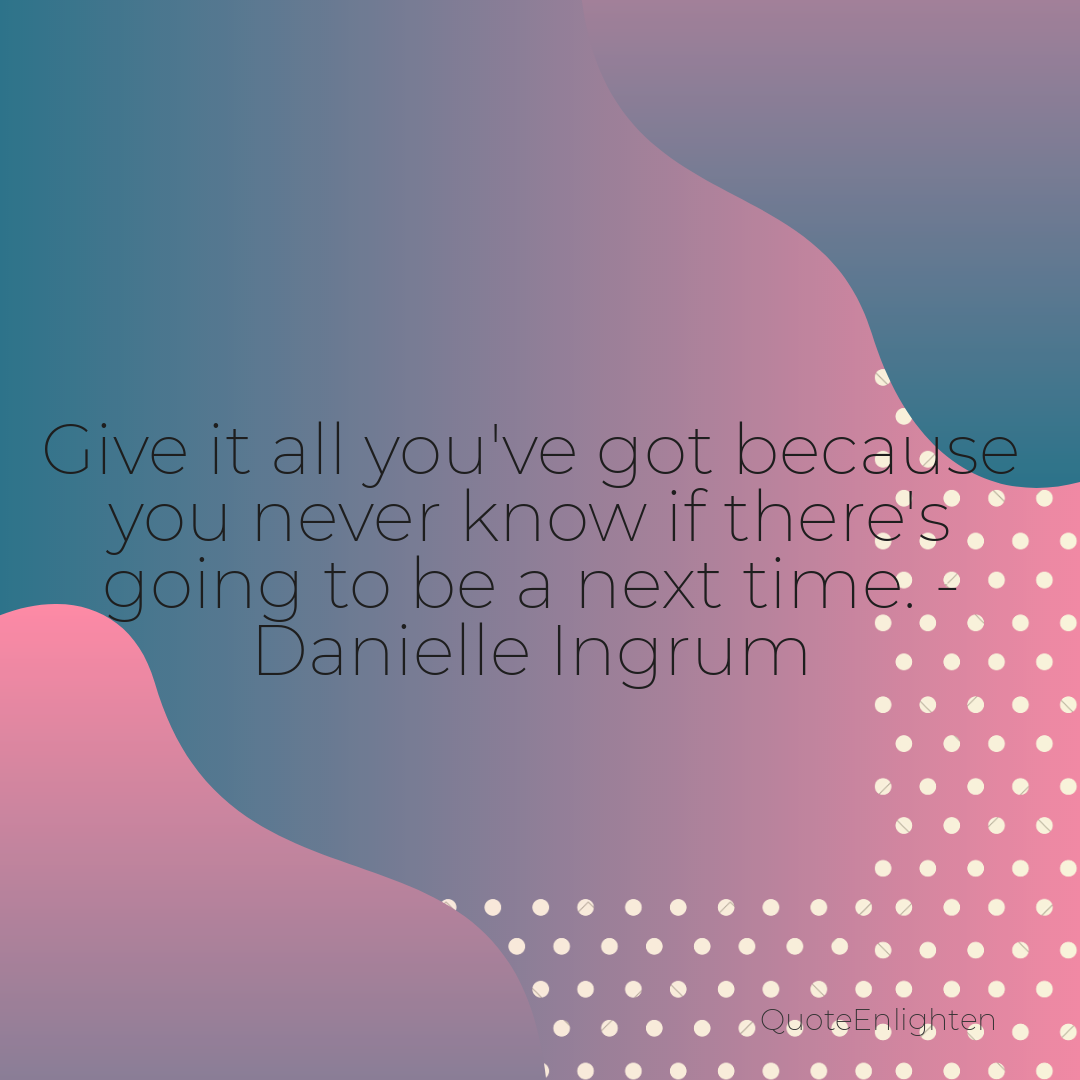 Give it all you've got because
you never know if there's
going to be a next time. -
Danielle Ingrum
QuoteEnlighten